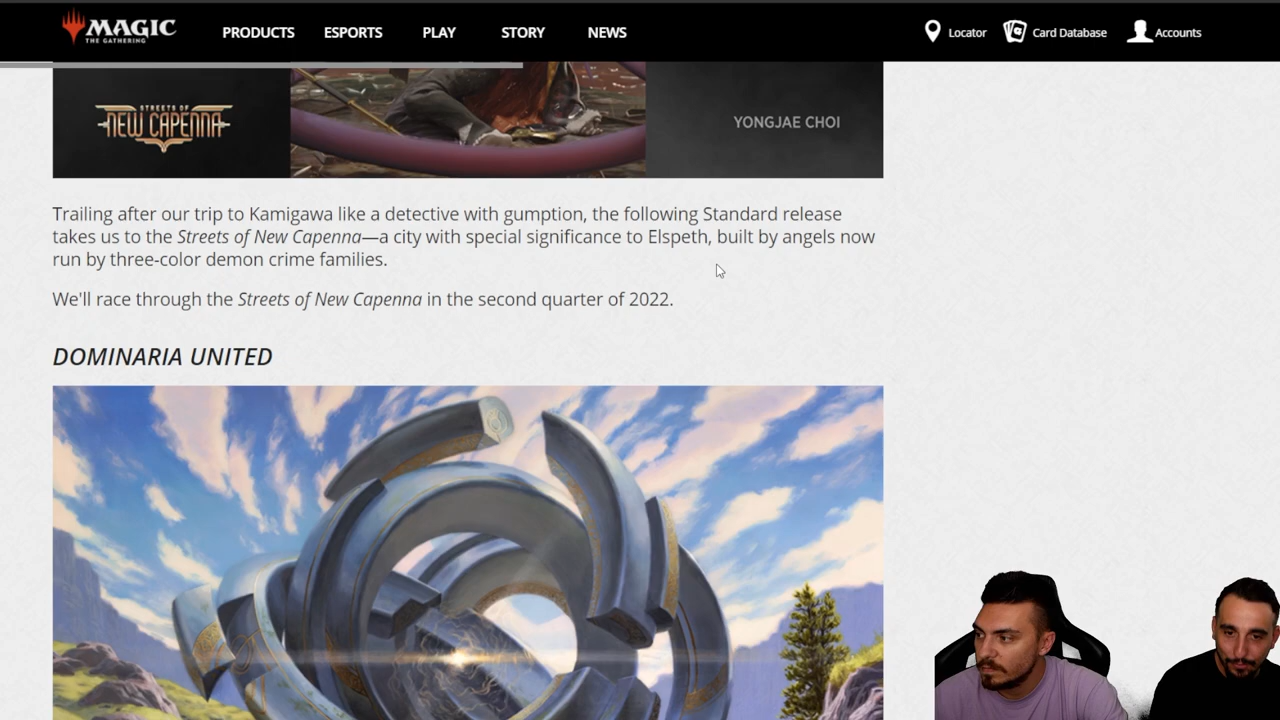 MAGIC
THE GATHERING
PRODUCTS
ESPORTS
PLAY
STORY
NEWS
Locator
Card Database
Accounts
STREETS OF
NEW CAPENNA
YONGJAE CHOI
Trailing after our trip to Kamigawa like a detective with gumption, the following Standard release
takes us to the Streets of New Capenna—a city with special significance to Elspeth, built by angels now
run by three-color demon crime families.
We'll race through the Streets of New Capenna in the second quarter of 2022.
DOMINARIA UNITED